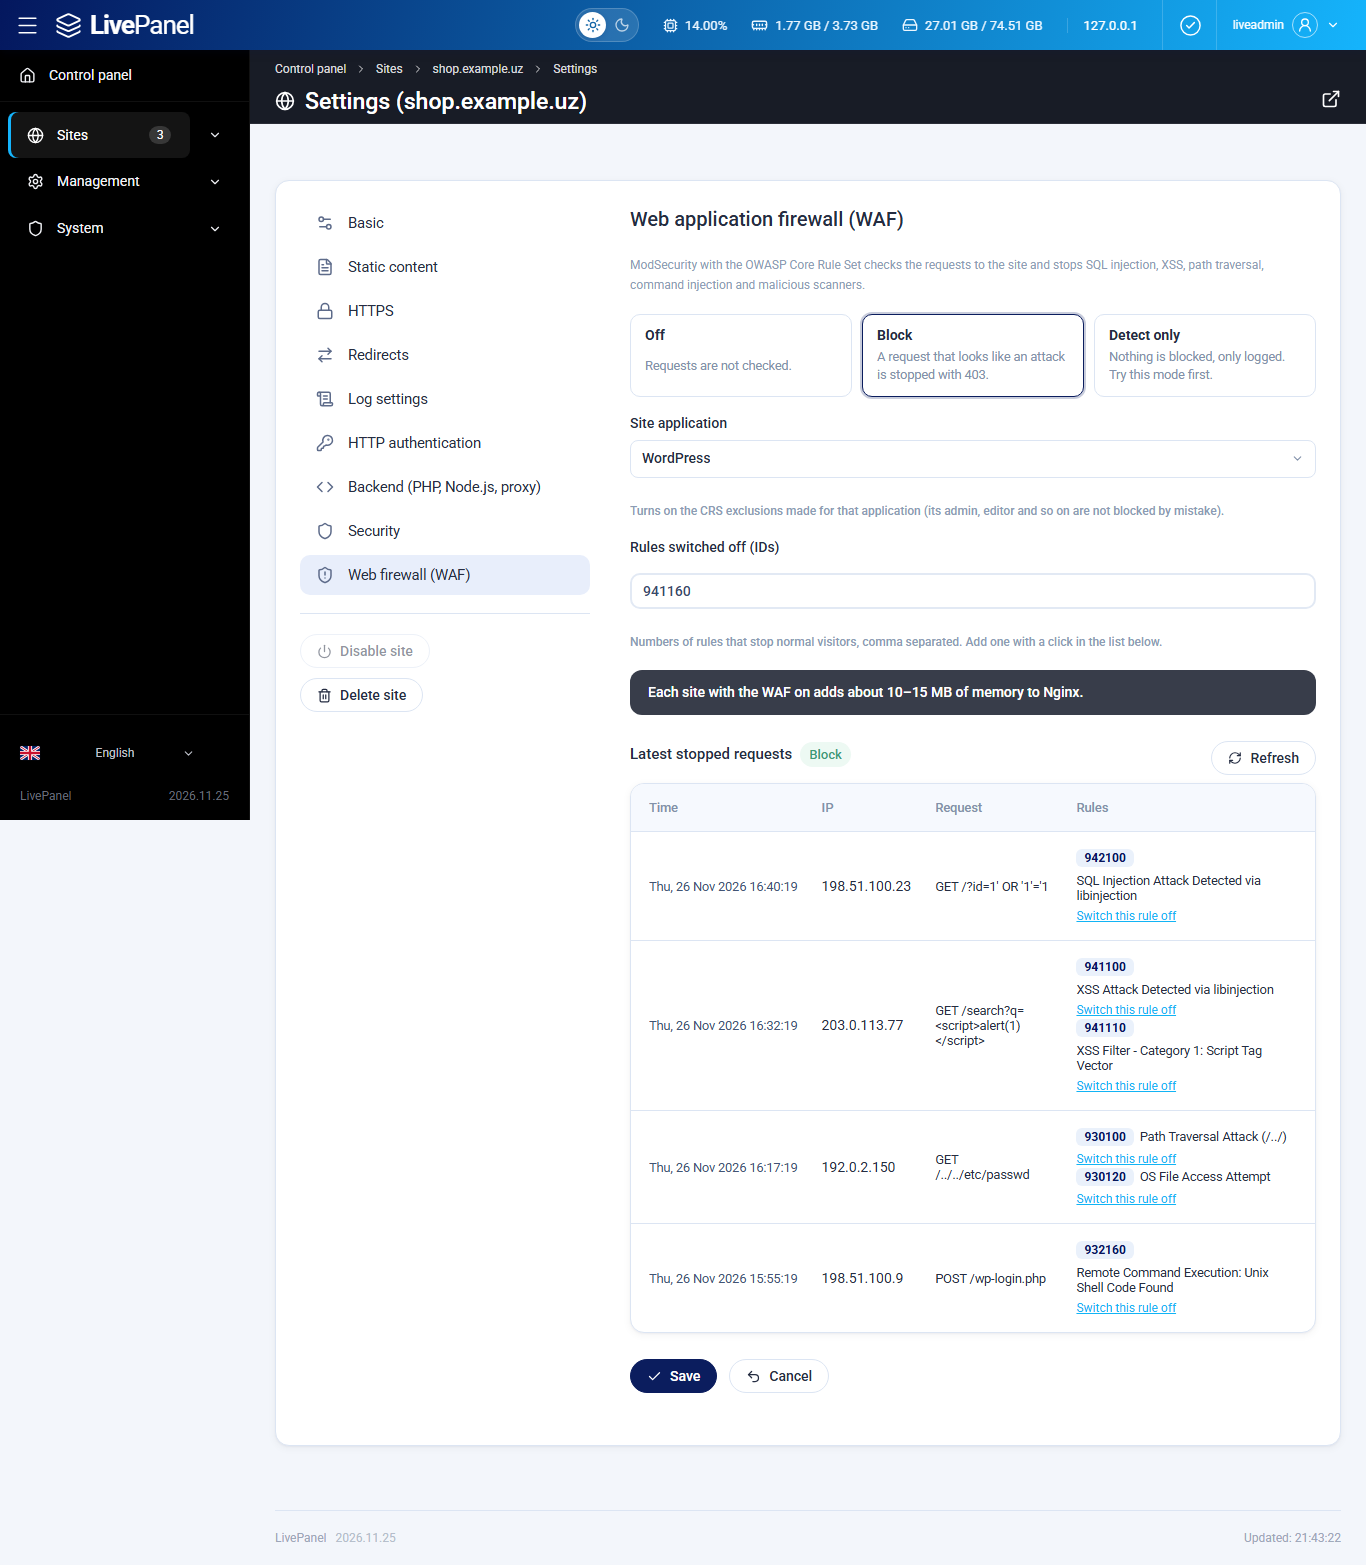 LivePanel
14.00%
1.77 GB / 3.73 GB
27.01 GB / 74.51 GB
127.0.0.1
liveadmin
Control panel
Sites
3
Management
System
English
LivePanel
2026.11.25
Control panel > Sites > shop.example.uz > Settings
Settings (shop.example.uz)
Basic
Static content
HTTPS
Redirects
Log settings
HTTP authentication
Backend (PHP, Node.js, proxy)
Security
Web firewall (WAF)
Disable site
Delete site
Web application firewall (WAF)
ModSecurity with the OWASP Core Rule Set checks the requests to the site and stops SQL injection, XSS, path traversal,
command injection and malicious scanners.
Off
Requests are not checked.
Block
A request that looks like an attack
is stopped with 403.
Detect only
Nothing is blocked, only logged.
Try this mode first.
Site application
WordPress
Turns on the CRS exclusions made for that application (its admin, editor and so on are not blocked by mistake).
Rules switched off (IDs)
941160
Numbers of rules that stop normal visitors, comma separated. Add one with a click in the list below.
Each site with the WAF on adds about 10–15 MB of memory to Nginx.
Latest stopped requests
Block
Refresh
Time IP Request Rules
Thu, 26 Nov 2026 16:40:19
198.51.100.23
GET /?id=1' OR '1'='1
942100
SQL Injection Attack Detected via
libinjection
Switch this rule off
Thu, 26 Nov 2026 16:32:19
203.0.113.77
GET /search?q=
<script>alert(1)
</script>
941100
XSS Attack Detected via libinjection
Switch this rule off
941110
XSS Filter - Category 1: Script Tag
Vector
Switch this rule off
Thu, 26 Nov 2026 16:17:19
192.0.2.150
GET
/../../etc/passwd
930100 Path Traversal Attack (/../)
Switch this rule off
930120 OS File Access Attempt
Switch this rule off
Thu, 26 Nov 2026 15:55:19
198.51.100.9
POST /wp-login.php
932160
Remote Command Execution: Unix
Shell Code Found
Switch this rule off
Save
Cancel
LivePanel 2026.11.25
Updated: 21:43:22